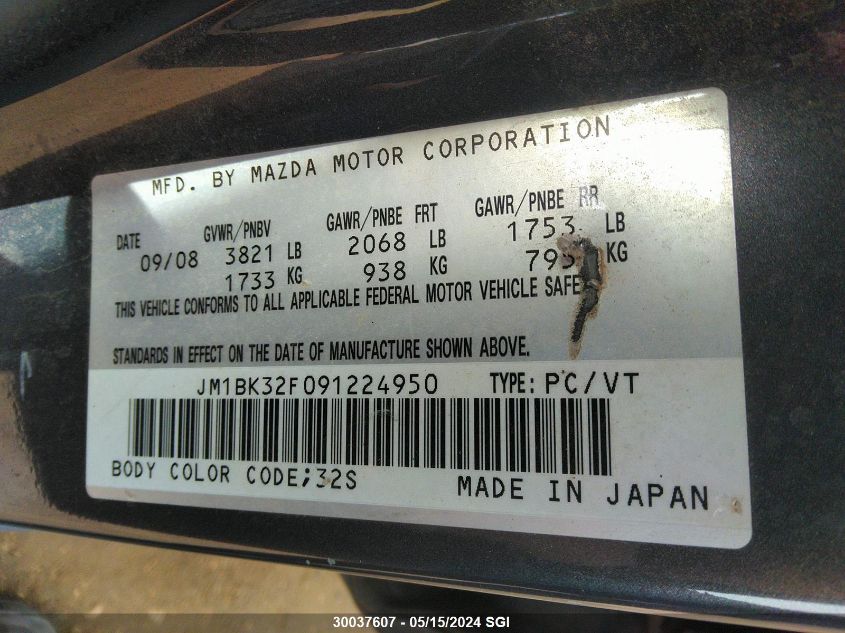 MFD. BY MAZDA MOTOR CORPORATION
DATE GVWR/PNBV GAWR/PNBE FRT GAWR/PNBE RR
09/08 3821 LB 2068 LB 1753 LB
1733 KG 938 KG KG
THIS VEHICLE CONFORMS TO ALL APPLICABLE FEDERAL MOTOR VEHICLE
STANDARDS IN EFFECT ON THE DATE OF MANUFACTURE SHOWN ABOVE.
JM1BK32F091224950 TYPE: PC/VT
BODY COLOR CODE;32S MADE IN JAPAN
30037607 - 05/15/2024 SGI